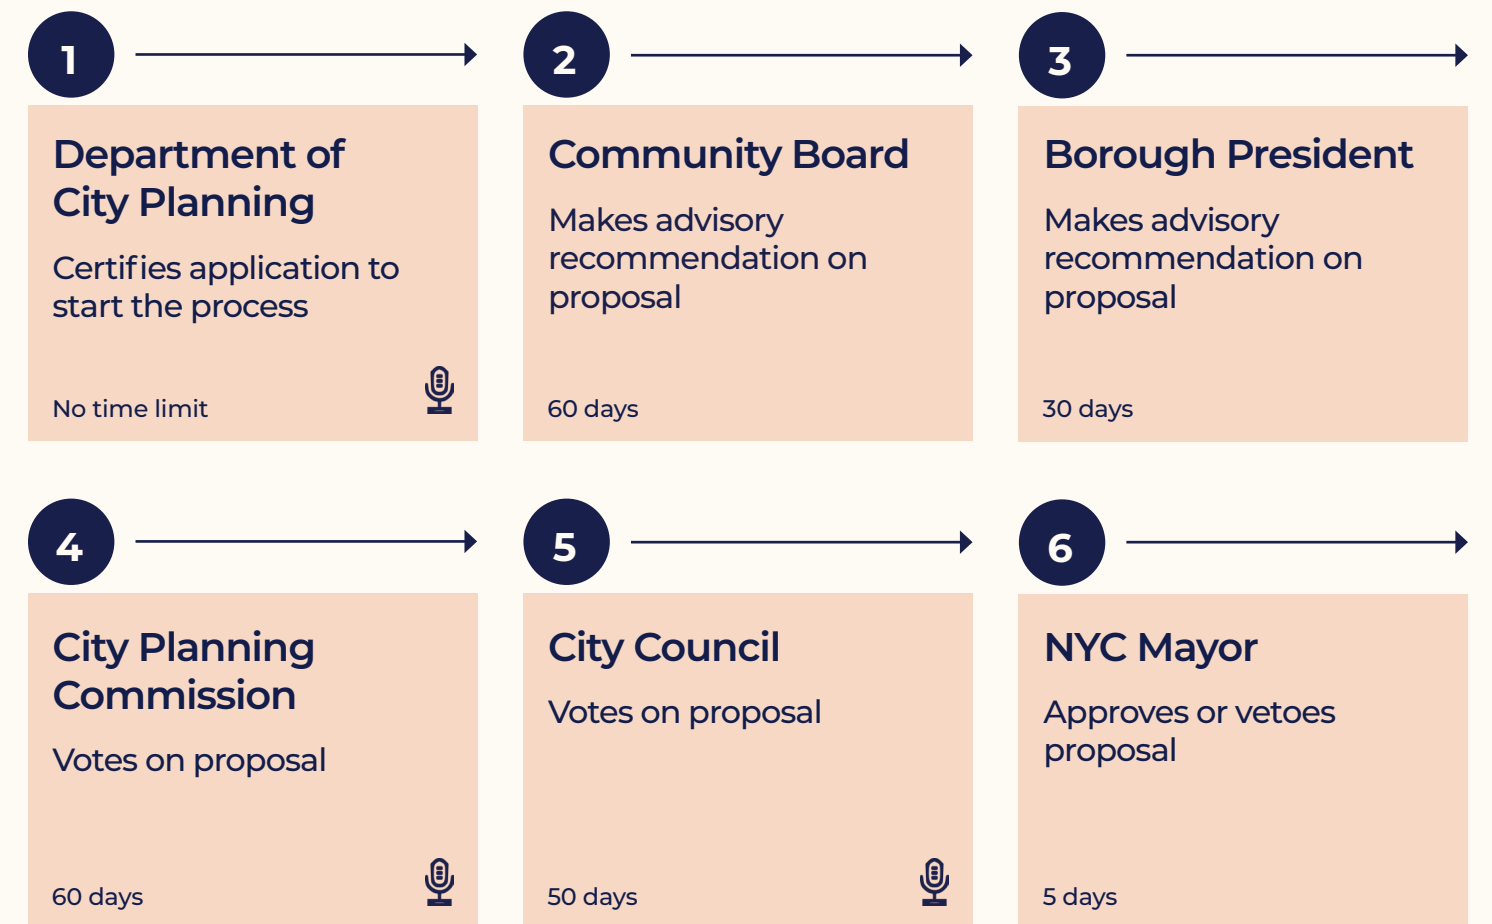 1
Department of
City Planning
Certifies application to
start the process
No time limit
2
Community Board
Makes advisory
recommendation on
proposal
60 days
3
Borough President
Makes advisory
recommendation on
proposal
30 days
4
City Planning
Commission
Votes on proposal
60 days
5
City Council
Votes on proposal
50 days
6
NYC Mayor
Approves or vetoes
proposal
5 days